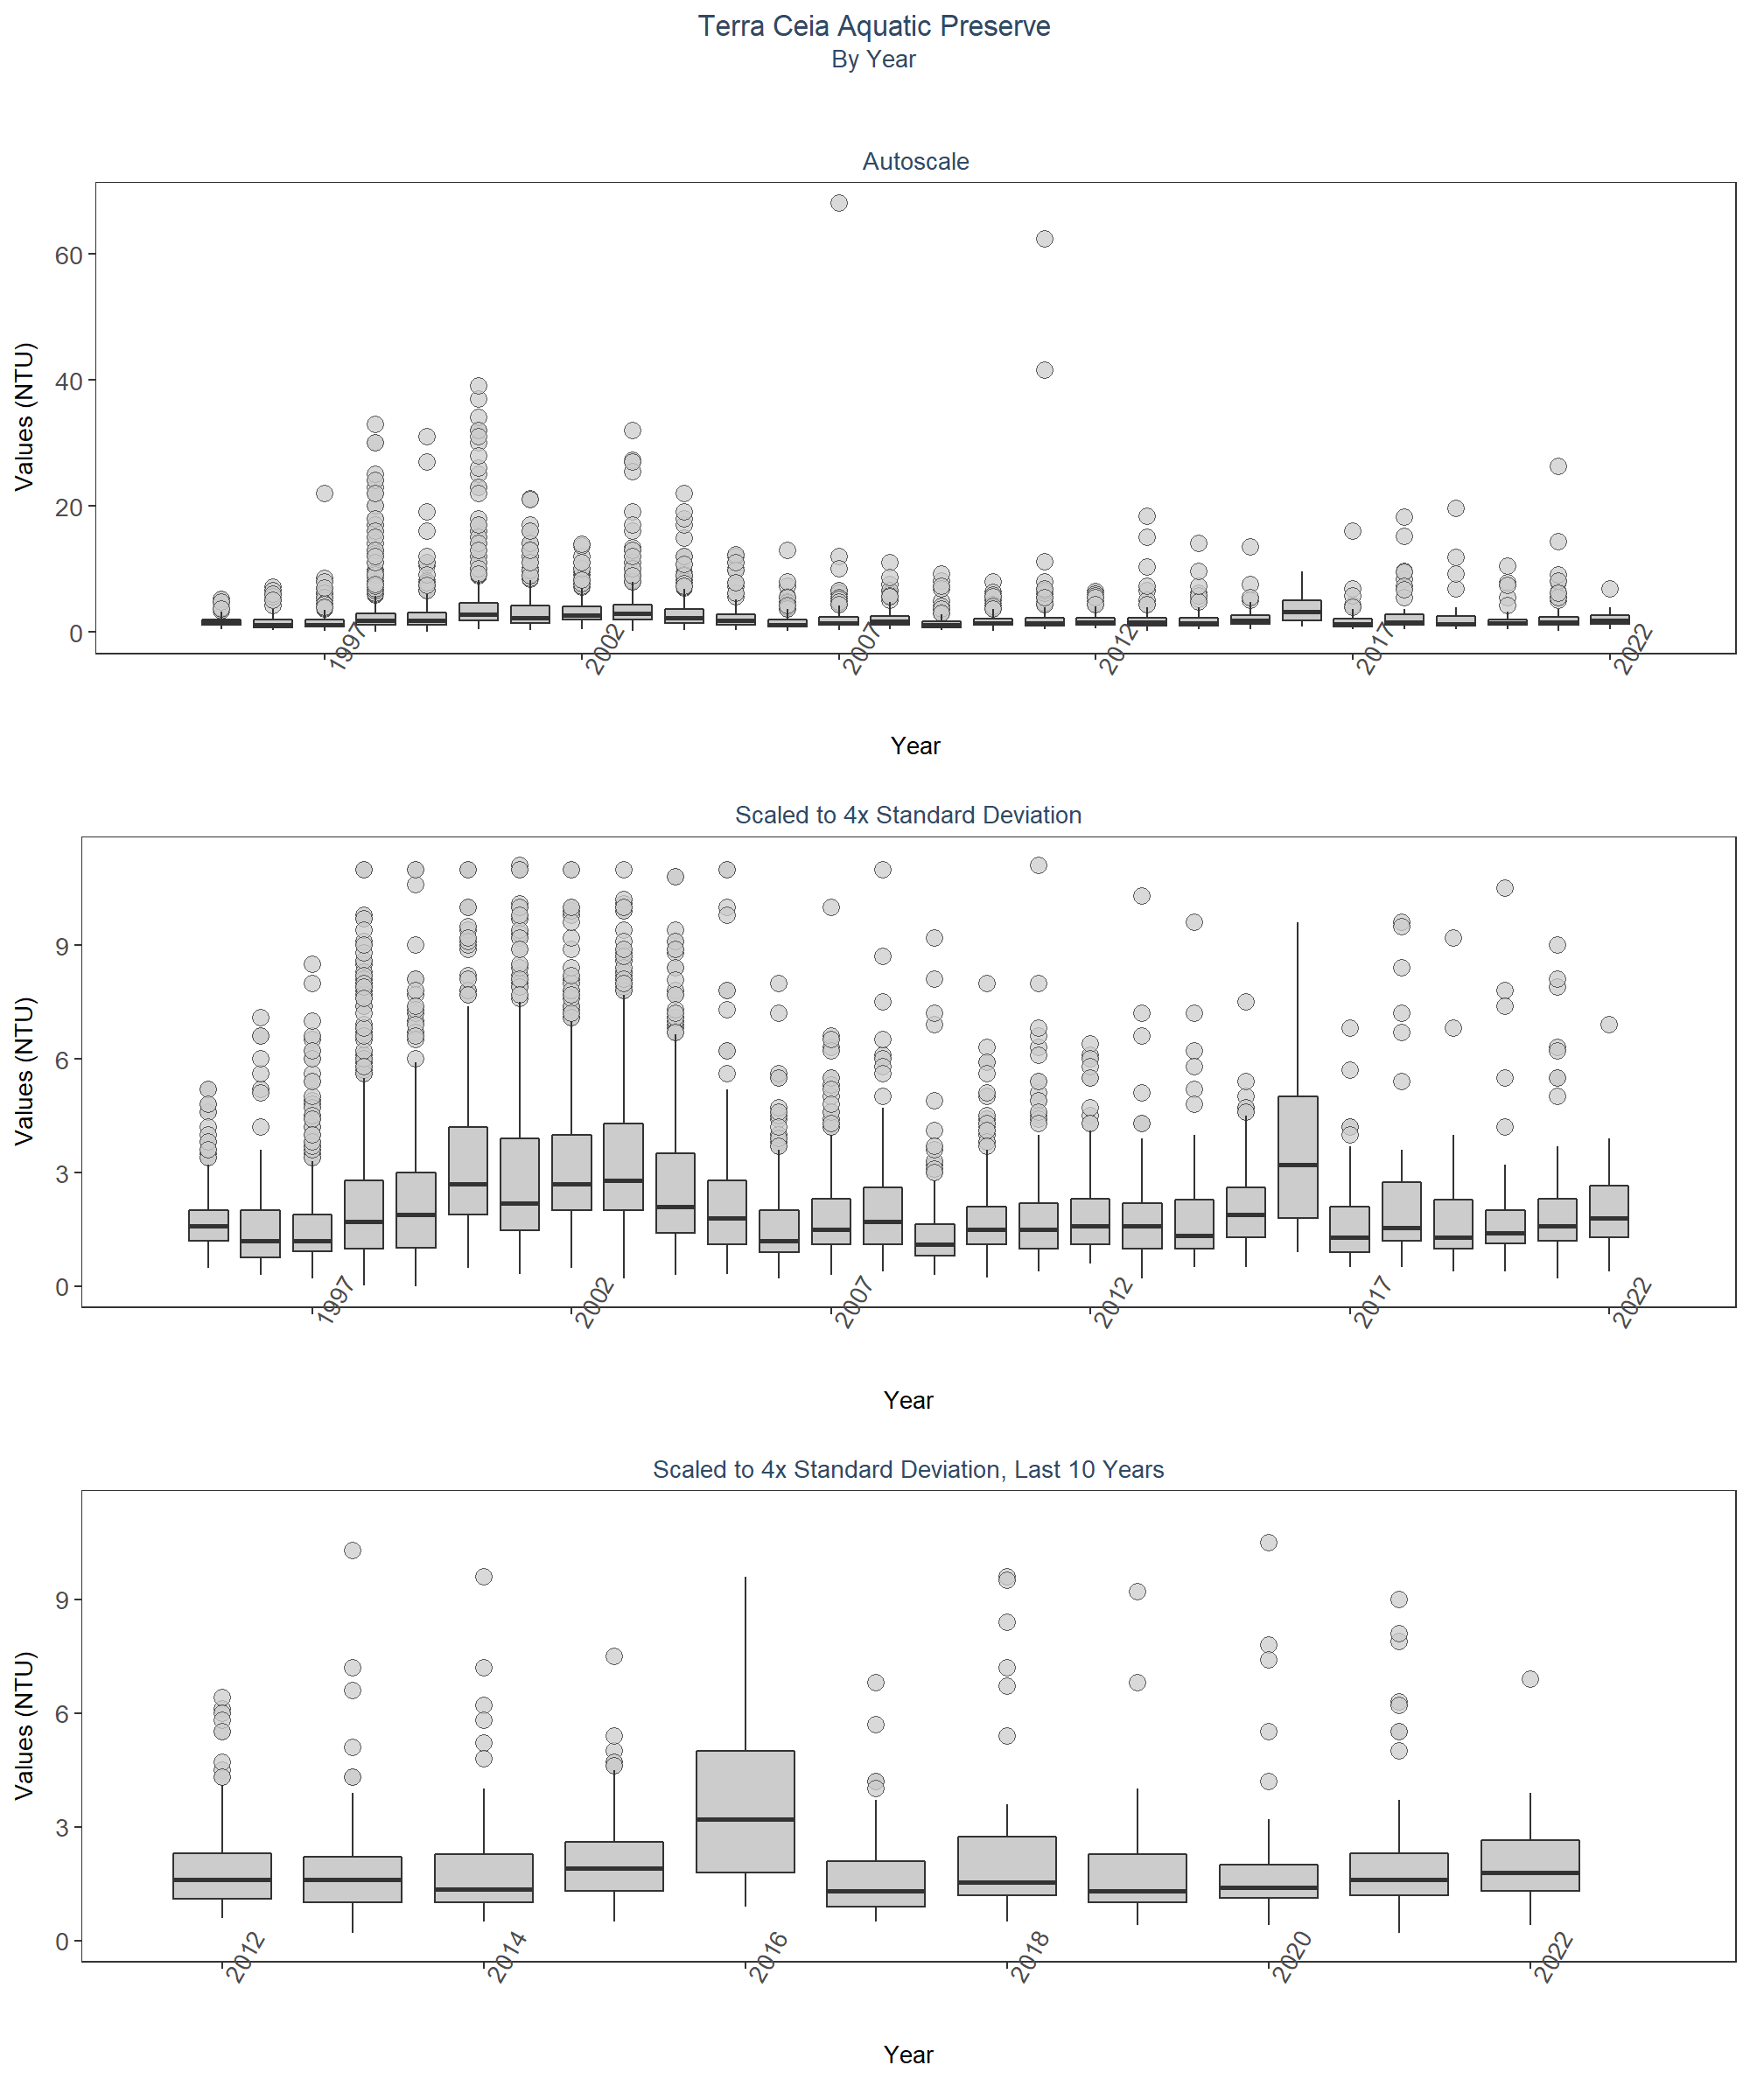 Terra Ceia Aquatic Preserve
By Year
Autoscale
Values (NTU)
60
40
20
0
1997 2002 2007 2012 2017 2022
Year
Scaled to 4x Standard Deviation
Values (NTU)
9
6
3
0
1997 2002 2007 2012 2017 2022
Year
Scaled to 4x Standard Deviation, Last 10 Years
Values (NTU)
9
6
3
0
2012 2014 2016 2018 2020 2022
Year